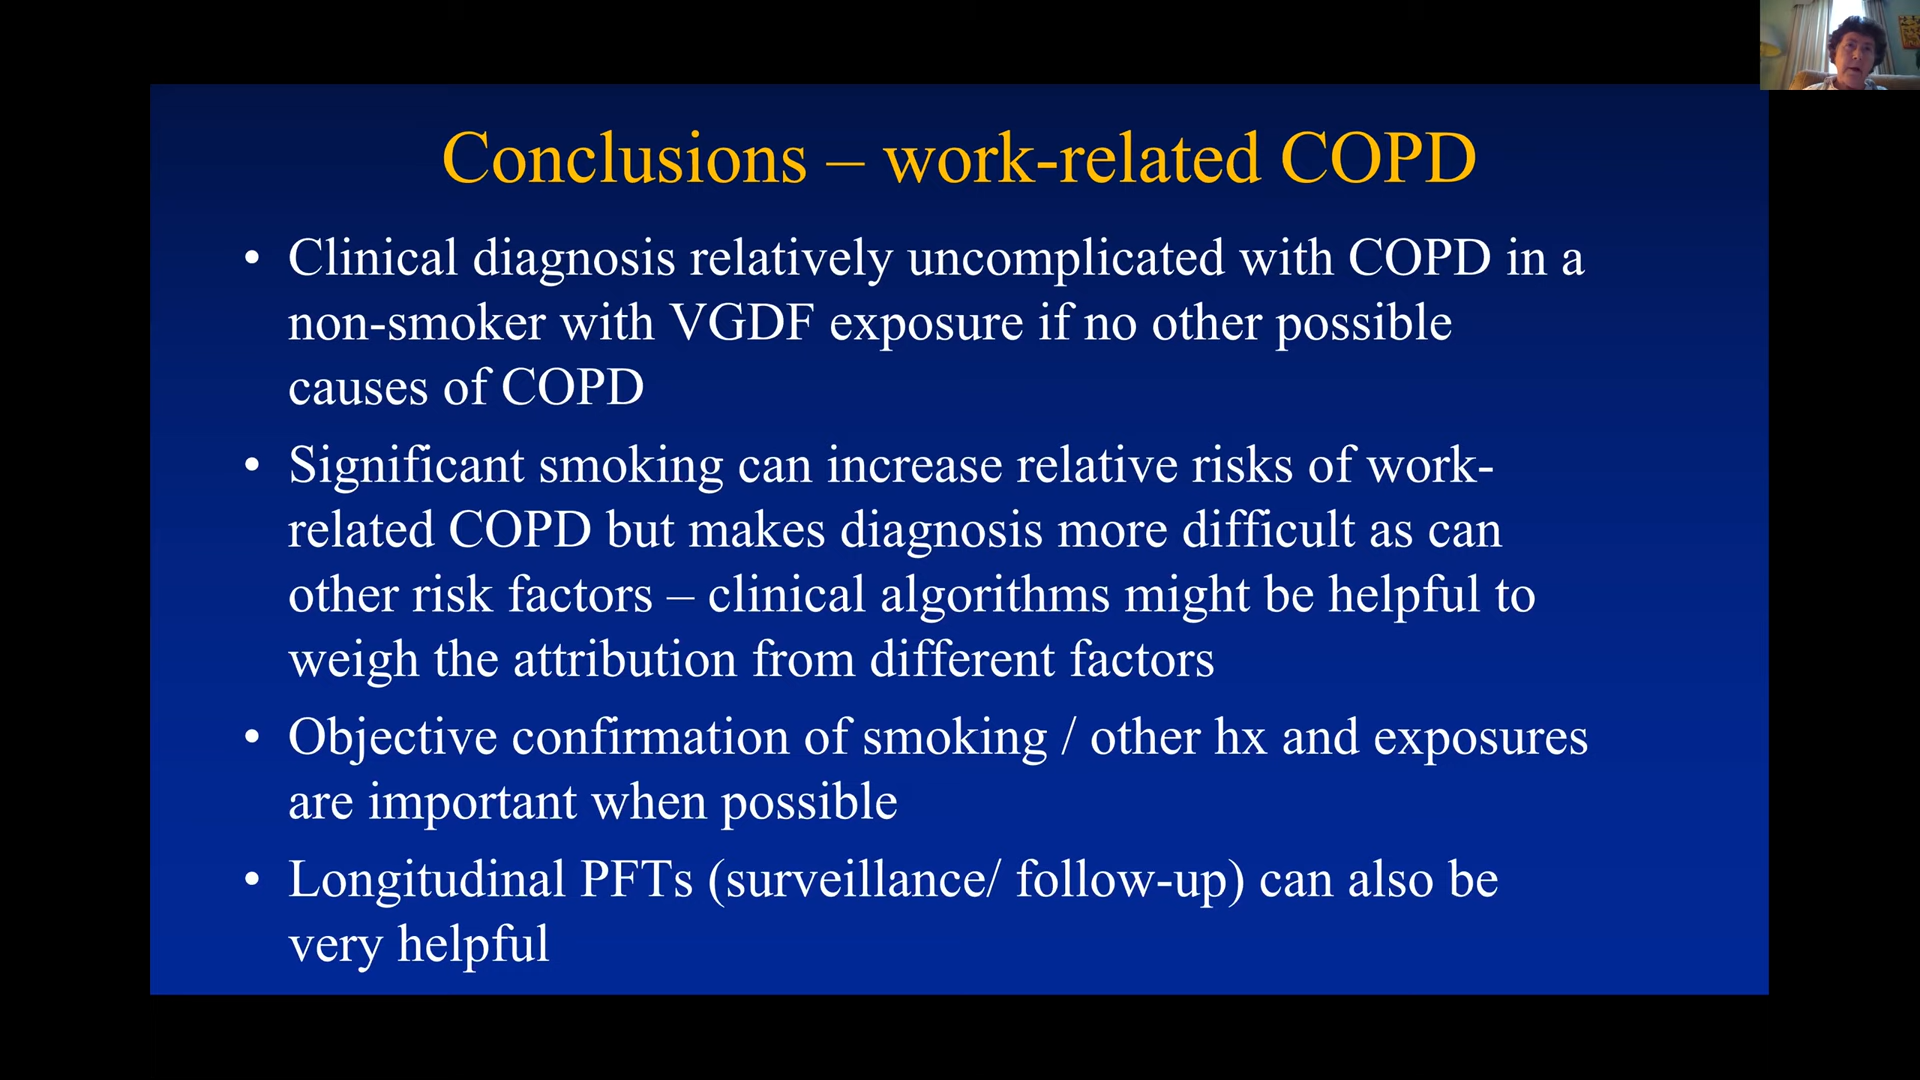 Conclusions – work-related COPD
• Clinical diagnosis relatively uncomplicated with COPD in a
non-smoker with VGDF exposure if no other possible
causes of COPD
• Significant smoking can increase relative risks of work-
related COPD but makes diagnosis more difficult as can
other risk factors – clinical algorithms might be helpful to
weigh the attribution from different factors
• Objective confirmation of smoking / other hx and exposures
are important when possible
• Longitudinal PFTs (surveillance/ follow-up) can also be
very helpful